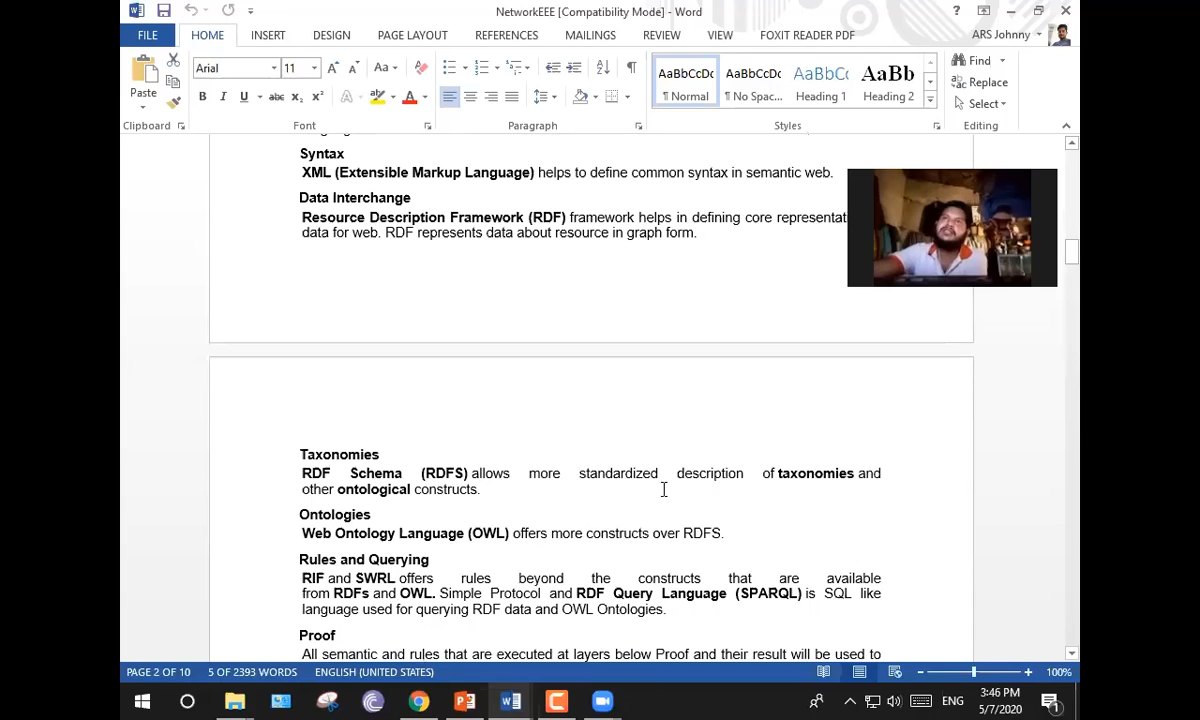 NetworkEEE [Compatibility Mode] - Word
?
FILE HOME INSERT DESIGN PAGE LAYOUT REFERENCES MAILINGS REVIEW VIEW FOXIT READER PDF ARS Johnny
Paste
Arial 11 Aa
B I U abc X₂ X² A A
AaBbCcDc AaBbCcDc AaBbCc AaBbCc
¶ Normal ¶ No Spac... Heading 1 Heading 2
Find
Replace
Select
Clipboard Font Paragraph Styles Editing
Syntax
XML (Extensible Markup Language) helps to define common syntax in semantic web.
Data Interchange
Resource Description Framework (RDF) framework helps in defining core
data for web. RDF represents data about resource in graph form.
Taxonomies
RDF Schema (RDFS) allows more standardized description of taxonomies and
other ontological constructs.
Ontologies
Web Ontology Language (OWL) offers more constructs over RDFS.
Rules and Querying
RIF and SWRL offers rules beyond the constructs that are available
from RDFs and OWL. Simple Protocol and RDF Query Language (SPARQL) is SQL like
language used for querying RDF data and OWL Ontologies.
Proof
All semantic and rules that are executed at layers below Proof and their result will be used to
PAGE 2 OF 10 5 OF 2393 WORDS ENGLISH (UNITED STATES) 100%
ENG
3:46 PM
5/7/2020
1